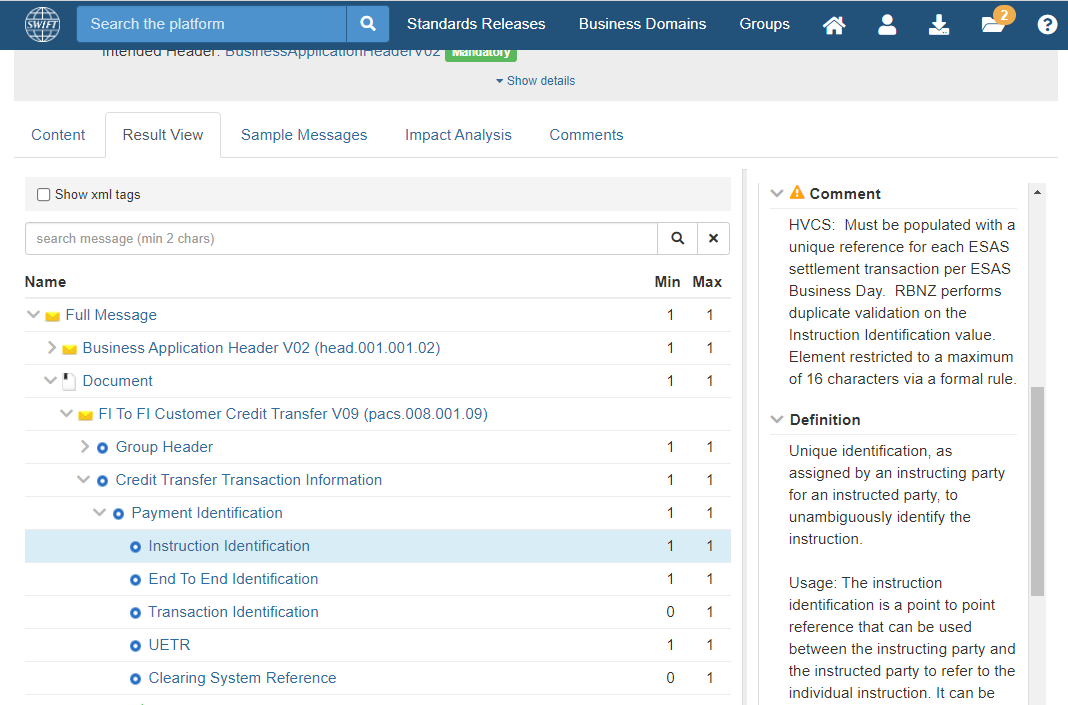 SWIFT
Search the platform
Standards Releases
Business Domains
Groups
2
Intended Header: BusinessApplicationHeaderV02 Mandatory
Show details
Content
Result View
Sample Messages
Impact Analysis
Comments
Show xml tags
search message (min 2 chars)
Name Min Max
Full Message 1 1
Business Application Header V02 (head.001.001.02) 1 1
Document 1 1
FI To FI Customer Credit Transfer V09 (pacs.008.001.09)
Group Header 1 1
Credit Transfer Transaction Information 1 1
Payment Identification 1 1
Instruction Identification 1 1
End To End Identification 1 1
Transaction Identification 0 1
UETR 1 1
Clearing System Reference 0 1
Comment
HVCS: Must be populated with a
unique reference for each ESAS
settlement transaction per ESAS
Business Day. RBNZ performs
duplicate validation on the
Instruction Identification value.
Element restricted to a maximum
of 16 characters via a formal rule.
Definition
Unique identification, as
assigned by an instructing party
for an instructed party, to
unambiguously identify the
instruction.
Usage: The instruction
identification is a point to point
reference that can be used
between the instructing party and
the instructed party to refer to the
individual instruction. It can be